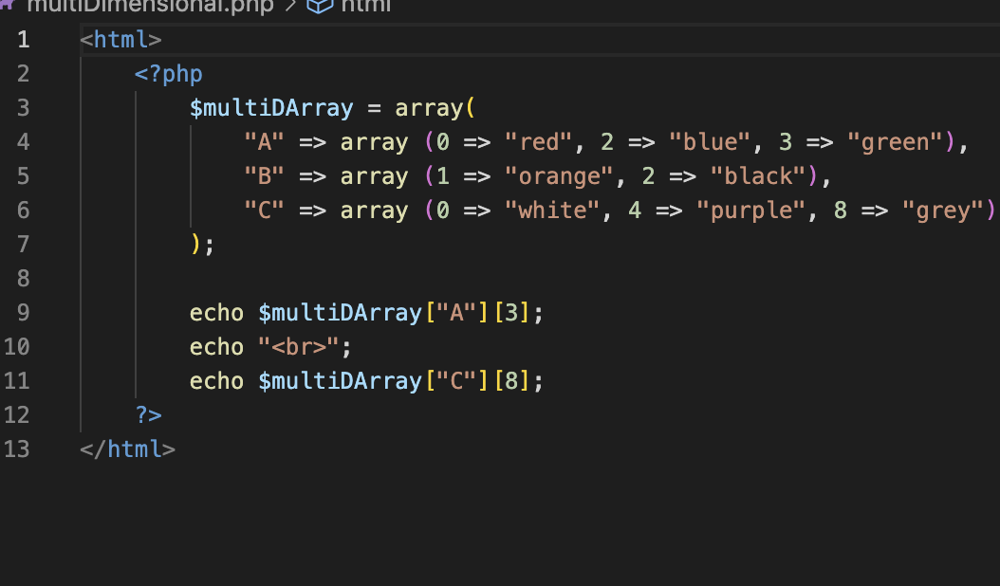 multiDimensional.php > html
1 <html>
2 <?php
3 $multiDArray = array(
4 "A" => array (0 => "red", 2 => "blue", 3 => "green"),
5 "B" => array (1 => "orange", 2 => "black"),
6 "C" => array (0 => "white", 4 => "purple", 8 => "grey")
7 );
8
9 echo $multiDArray["A"][3];
10 echo "<br>";
11 echo $multiDArray["C"][8];
12 ?>
13 </html>